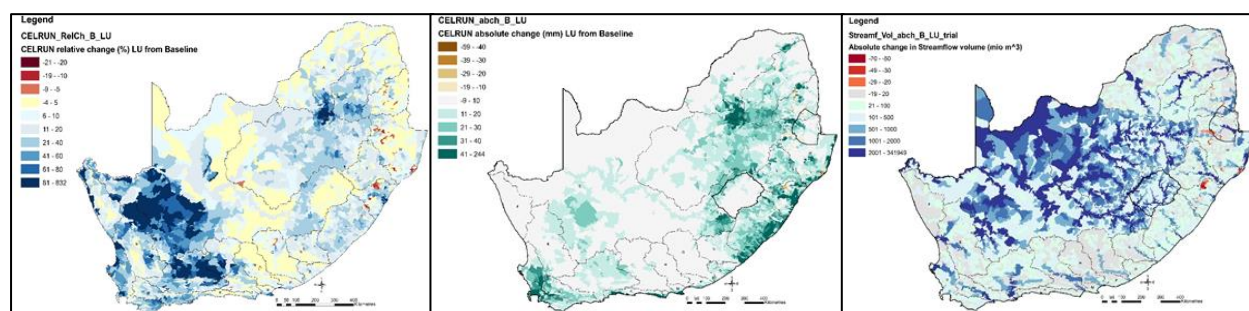 Legend
CELRUN_RelCh_B_LU
CELRUN relative change (%) LU from Baseline
-21 - -20
-19 - -10
-9 - -5
-4 - 5
6 - 10
11 - 20
21 - 40
41 - 60
61 - 80
81 - 832
Kilometres
Legend
CELRUN_abch_B_LU
CELRUN absolute change (mm) LU from Baseline
-59 - -40
-39 - -30
-29 - -20
-19 - -10
-9 - 10
11 - 20
21 - 30
31 - 40
41 - 244
Kilometres
Legend
Streamf_Vol_abch_B_LU_trial
Absolute change in Streamflow volume (mio m^3)
-70 - -50
-49 - -30
-29 - -20
-19 - 20
21 - 100
101 - 500
501 - 1000
1001 - 2000
2001 - 341949
Kilometres